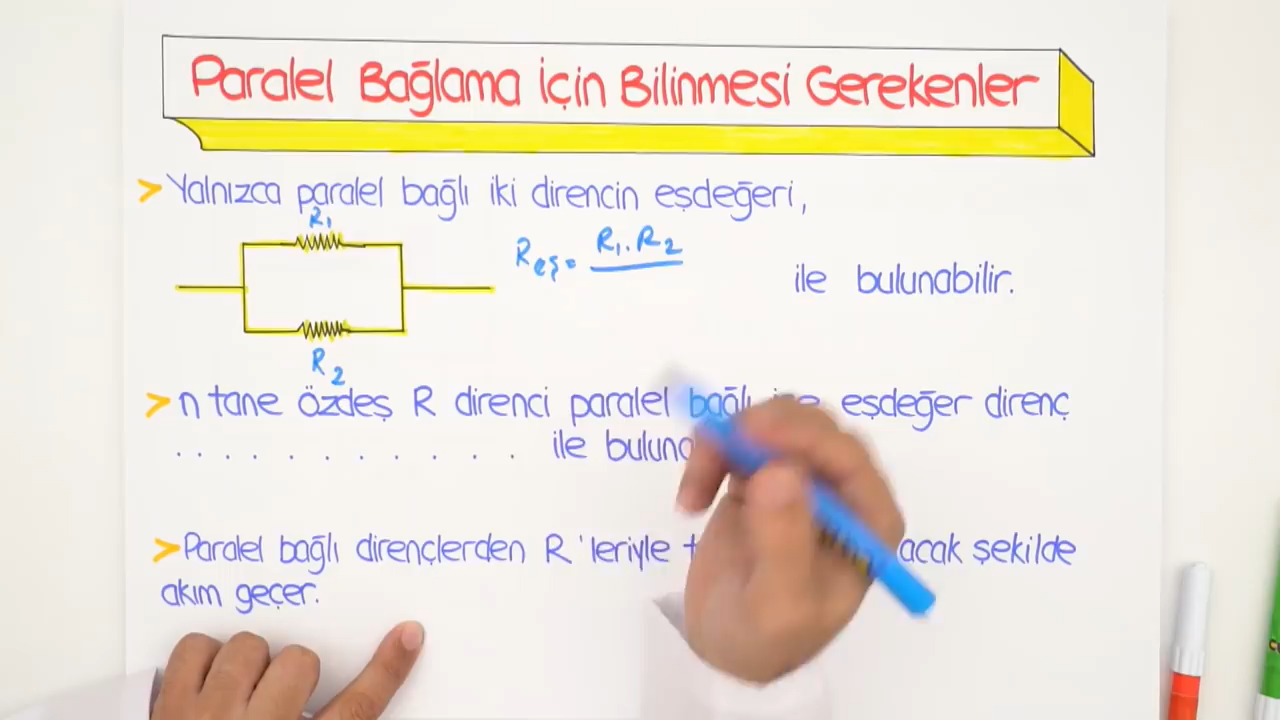 Paralel Bağlama İçin Bilinmesi Gerekenler
> Yalnızca paralel bağlı iki direncin eşdeğeri,
R₁
Reş = R₁.R₂
ile bulunabilir.
R₂
> n tane özdeş R direnci paralel bağlı ise eşdeğer direnç
. . . . . . . . . . . ile
> Paralel bağlı dirençlerden R'leriyle şekilde
akım geçer.